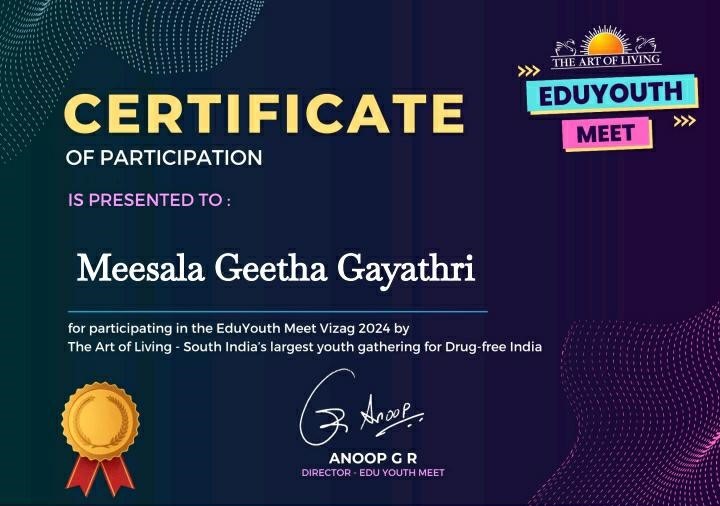 THE ART OF LIVING
EDUYOUTH
MEET
CERTIFICATE
OF PARTICIPATION
IS PRESENTED TO :
Meesala Geetha Gayathri
for participating in the EduYouth Meet Vizag 2024 by
The Art of Living - South India's largest youth gathering for Drug-free India
Anoop
ANOOP G R
DIRECTOR - EDU YOUTH MEET